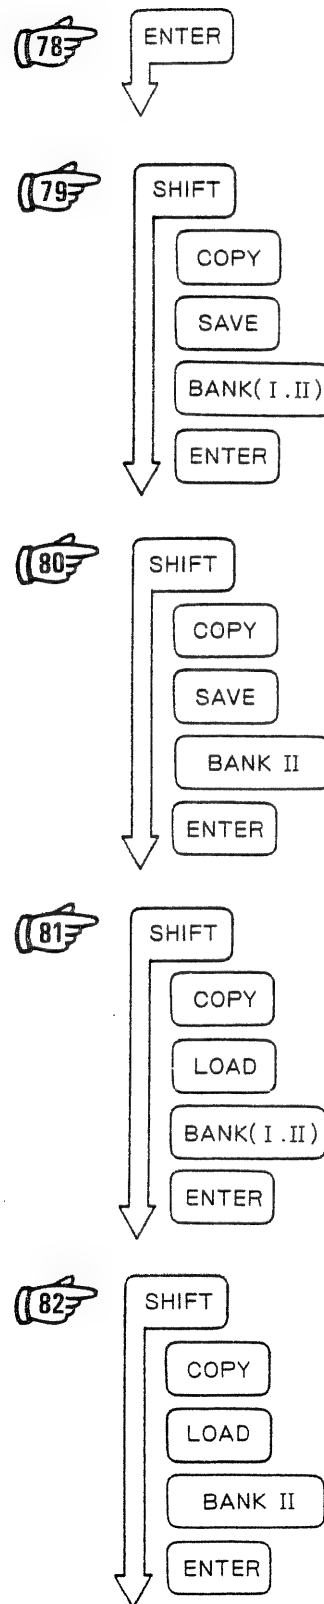 78 ENTER
79 SHIFT
COPY
SAVE
BANK(I.II)
ENTER
80 SHIFT
COPY
SAVE
BANK II
ENTER
81 SHIFT
COPY
LOAD
BANK(I.II)
ENTER
82 SHIFT
COPY
LOAD
BANK II
ENTER